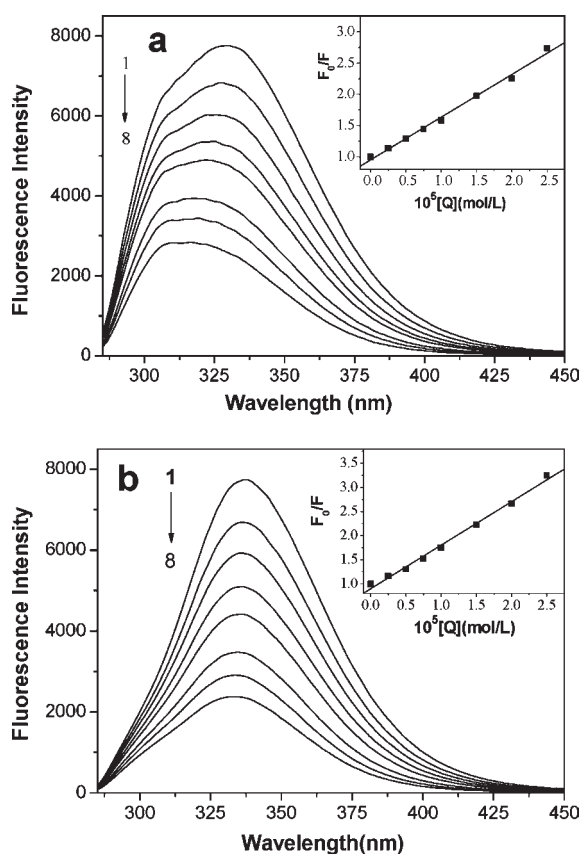 a
1
8
8000
6000
4000
2000
0
Fluorescence Intensity
300 325 350 375 400 425 450
Wavelength (nm)
3.0
2.5
2.0
1.5
1.0
F0/F
0.0 0.5 1.0 1.5 2.0 2.5
10^5[Q](mol/L)
b
1
8
8000
6000
4000
2000
0
Fluorescence Intensity
300 325 350 375 400 425 450
Wavelength(nm)
3.5
3.0
2.5
2.0
1.5
1.0
F0/F
0.0 0.5 1.0 1.5 2.0 2.5
10^5[Q](mol/L)